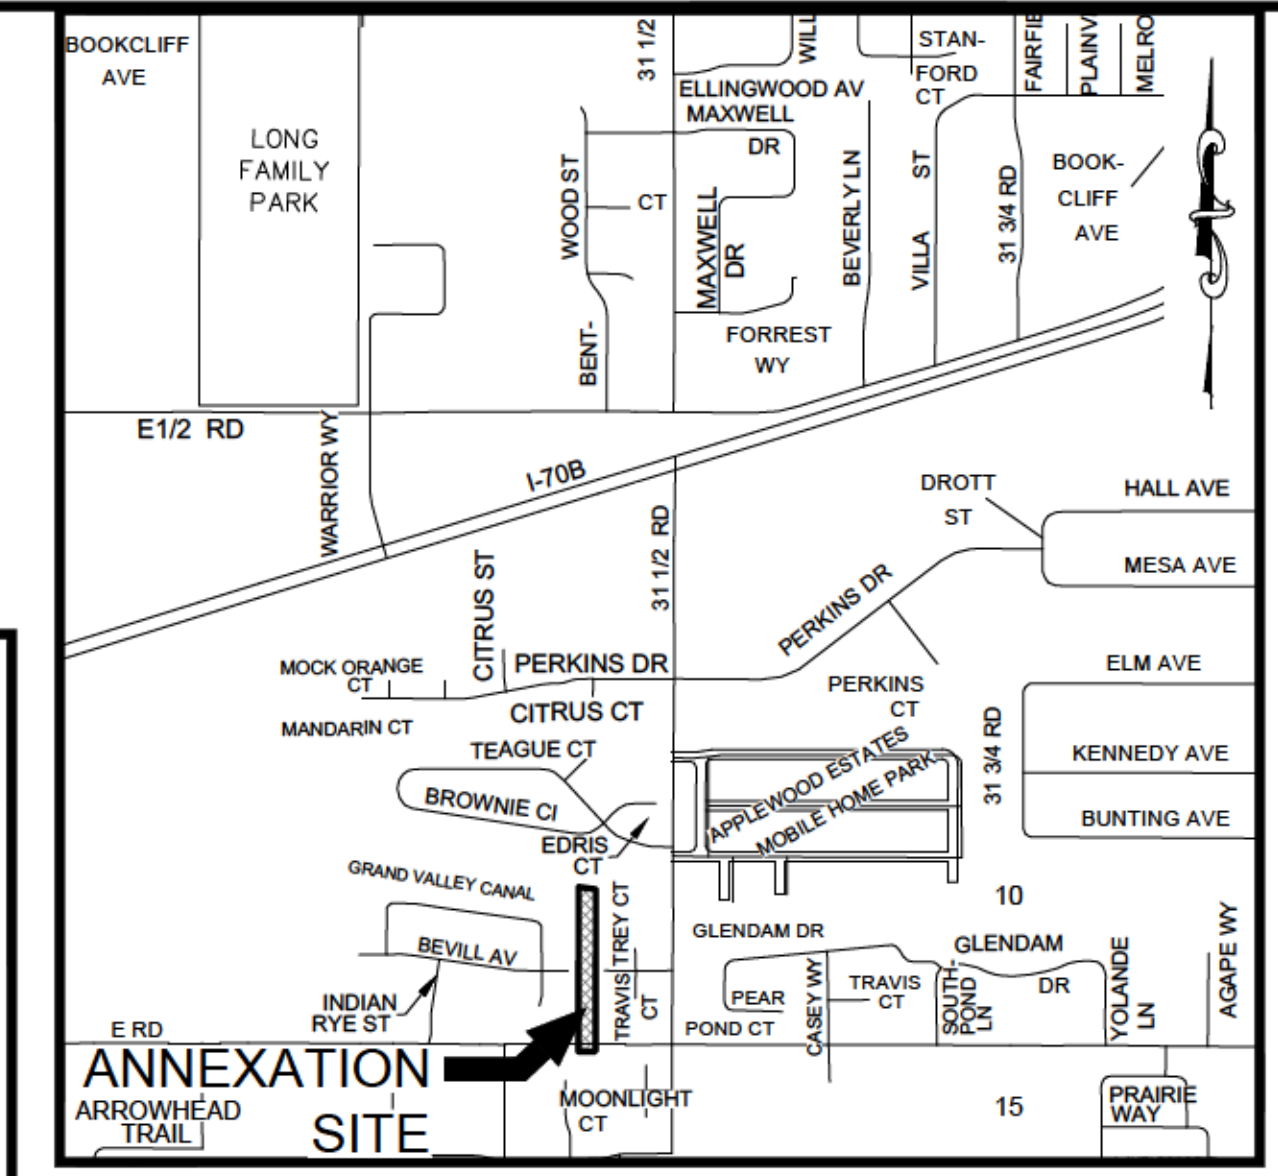 BOOKCLIFF
AVE
LONG
FAMILY
PARK
31 1/2
WILL
STAN-
FORD
CT
FAIRFIE
PLAINV
MELRO
ELLINGWOOD AV
MAXWELL
DR
WOOD ST
CT
MAXWELL
DR
BEVERLY LN
VILLA ST
31 3/4 RD
BOOK-
CLIFF
AVE
BENT-
FORREST
WY
E1/2 RD
WARRIOR WY
I-70B
31 1/2 RD
DROTT
ST
HALL AVE
MESA AVE
CITRUS ST
PERKINS DR
MOCK ORANGE
CT
PERKINS DR
ELM AVE
PERKINS
CT
MANDARIN CT
CITRUS CT
TEAGUE CT
31 3/4 RD
KENNEDY AVE
APPLEWOOD ESTATES
MOBILE HOME PARK
BROWNIE CI
BUNTING AVE
EDRIS
CT
GRAND VALLEY CANAL
10
TREY CT
TRAVIS
CT
GLENDAM DR
GLENDAM
DR
BEVILL AV
AGAPE WY
YOLANDE
LN
INDIAN
RYE ST
PEAR
POND CT
CASEY WY
TRAVIS
CT
SOUTH-
POND
LN
E RD
ANNEXATION
SITE
ARROWHEAD
TRAIL
MOONLIGHT
CT
15
PRAIRIE
WAY